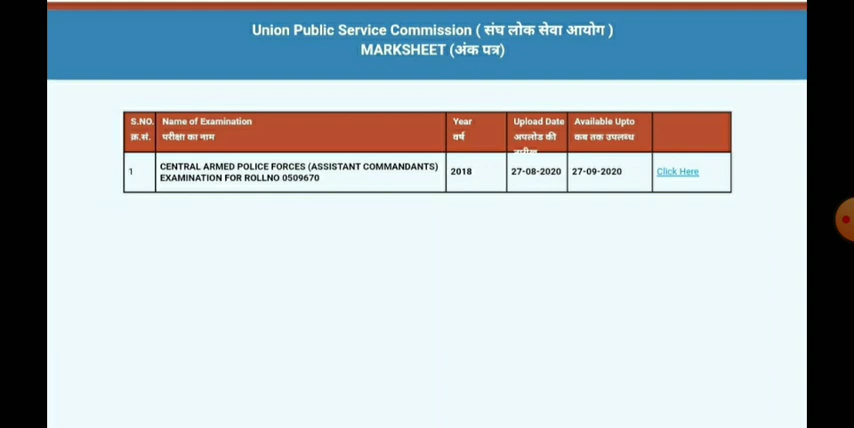 Union Public Service Commission ( संघ लोक सेवा आयोग )
MARKSHEET (अंक पत्र)
S.NO. Name of Examination Year Upload Date Available Upto
क्र.सं. परीक्षा का नाम वर्ष अपलोड की कब तक उपलब्ध
तारीख
1 CENTRAL ARMED POLICE FORCES (ASSISTANT COMMANDANTS) 2018 27-08-2020 27-09-2020 Click Here
EXAMINATION FOR ROLLNO 0509670